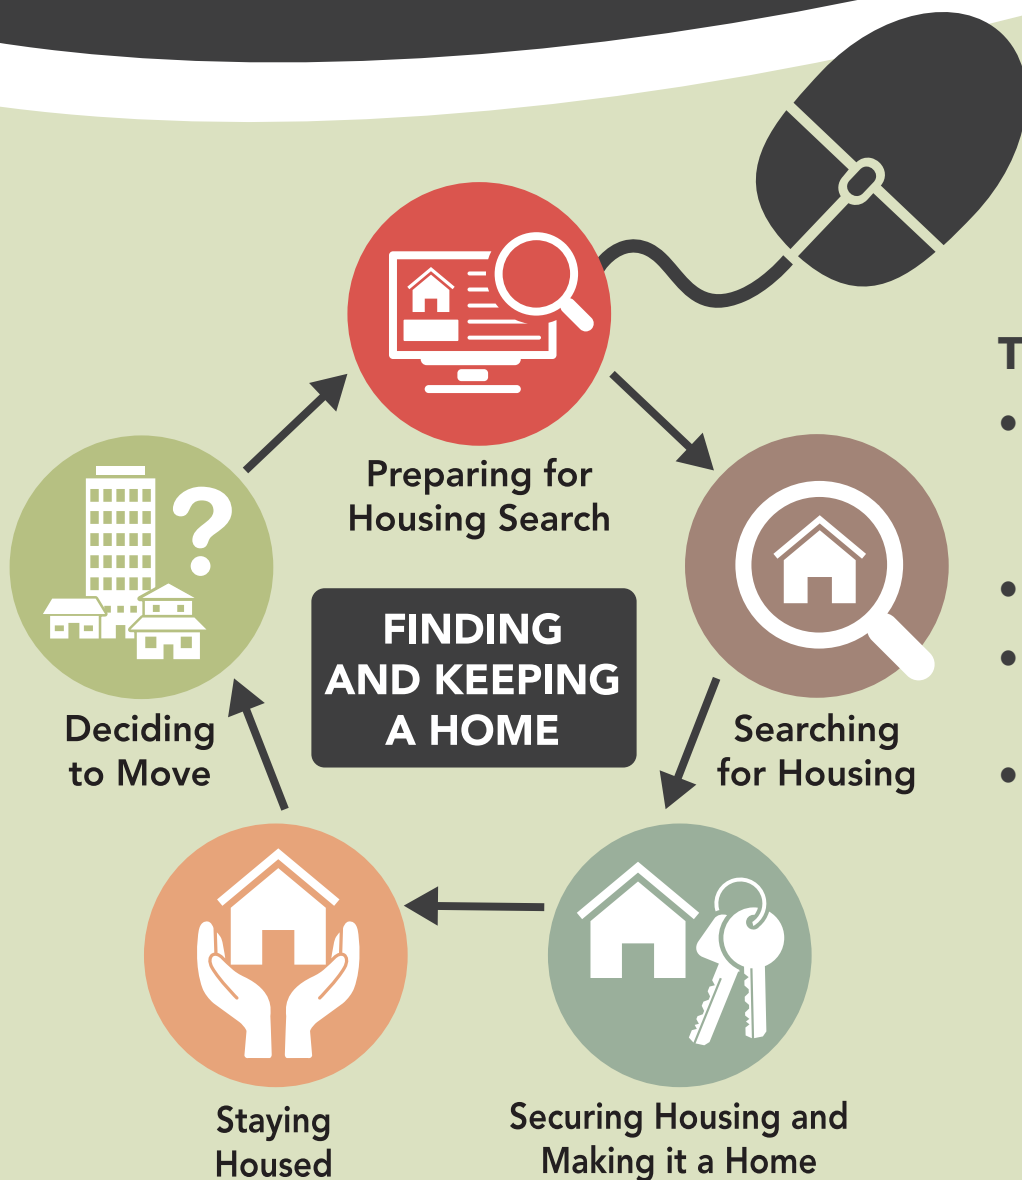 Preparing for
Housing Search
FINDING
AND KEEPING
A HOME
Deciding
to Move
Searching
for Housing
Staying
Housed
Securing Housing and
Making it a Home
T